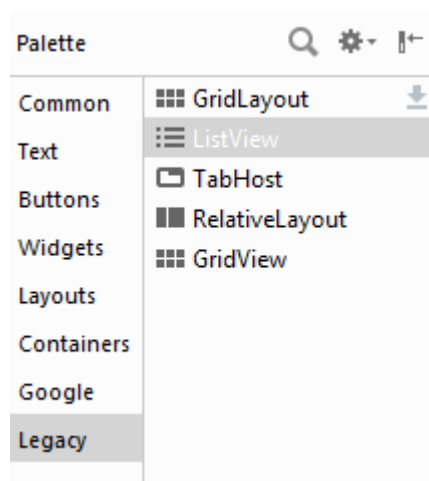 Palette
Common
Text
Buttons
Widgets
Layouts
Containers
Google
Legacy
GridLayout
ListView
TabHost
RelativeLayout
GridView